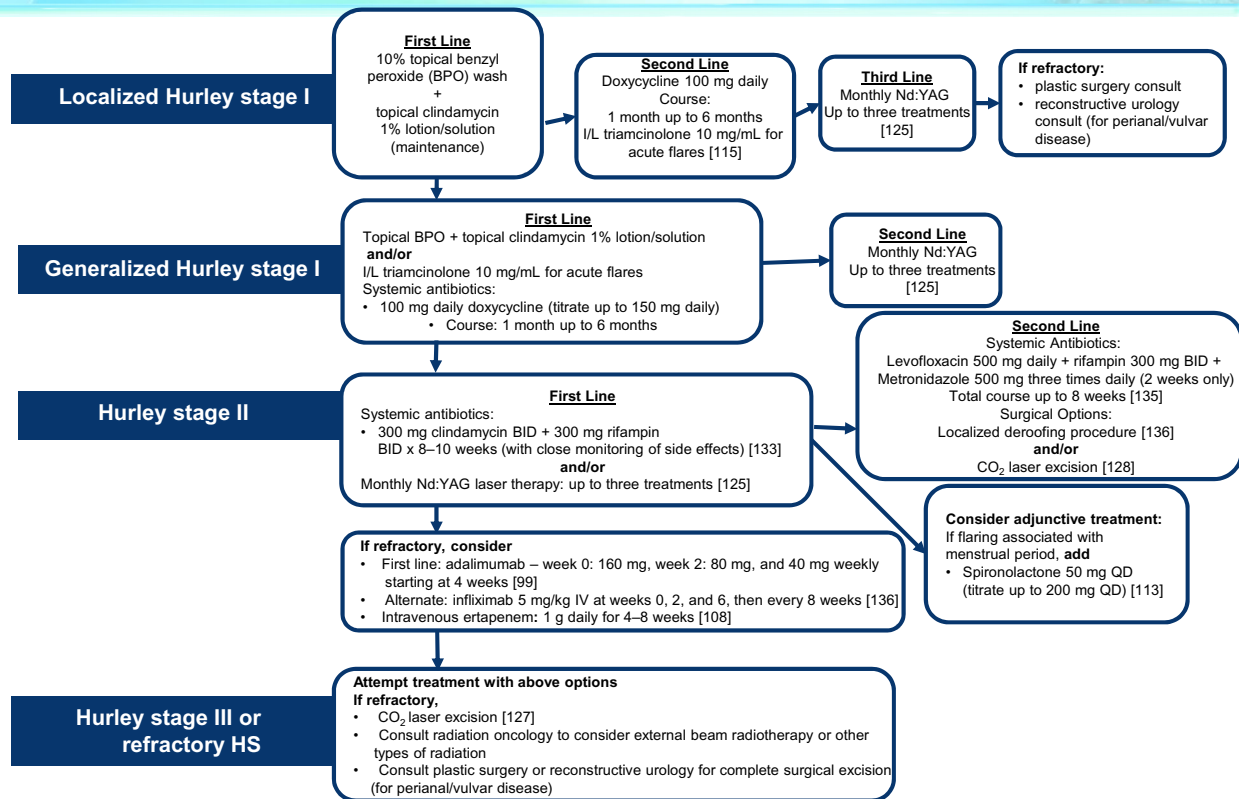 Localized Hurley stage I
First Line
10% topical benzyl
peroxide (BPO) wash
+
topical clindamycin
1% lotion/solution
(maintenance)
Second Line
Doxycycline 100 mg daily
Course:
1 month up to 6 months
I/L triamcinolone 10 mg/mL for
acute flares [115]
Third Line
Monthly Nd:YAG
Up to three treatments
[125]
If refractory:
• plastic surgery consult
• reconstructive urology
consult (for perianal/vulvar
disease)
Generalized Hurley stage I
First Line
Topical BPO + topical clindamycin 1% lotion/solution
and/or
I/L triamcinolone 10 mg/mL for acute flares
Systemic antibiotics:
• 100 mg daily doxycycline (titrate up to 150 mg daily)
• Course: 1 month up to 6 months
Second Line
Monthly Nd:YAG
Up to three treatments
[125]
Hurley stage II
First Line
Systemic antibiotics:
• 300 mg clindamycin BID + 300 mg rifampin
BID x 8–10 weeks (with close monitoring of side effects) [133]
and/or
Monthly Nd:YAG laser therapy: up to three treatments [125]
Second Line
Systemic Antibiotics:
Levofloxacin 500 mg daily + rifampin 300 mg BID +
Metronidazole 500 mg three times daily (2 weeks only)
Total course up to 8 weeks [135]
Surgical Options:
Localized deroofing procedure [136]
and/or
CO2 laser excision [128]
Consider adjunctive treatment:
If flaring associated with
menstrual period, add
• Spironolactone 50 mg QD
(titrate up to 200 mg QD) [113]
If refractory, consider
• First line: adalimumab – week 0: 160 mg, week 2: 80 mg, and 40 mg weekly
starting at 4 weeks [99]
• Alternate: infliximab 5 mg/kg IV at weeks 0, 2, and 6, then every 8 weeks [136]
• Intravenous ertapenem: 1 g daily for 4–8 weeks [108]
Hurley stage III or
refractory HS
Attempt treatment with above options
If refractory,
• CO2 laser excision [127]
• Consult radiation oncology to consider external beam radiotherapy or other
types of radiation
• Consult plastic surgery or reconstructive urology for complete surgical excision
(for perianal/vulvar disease)